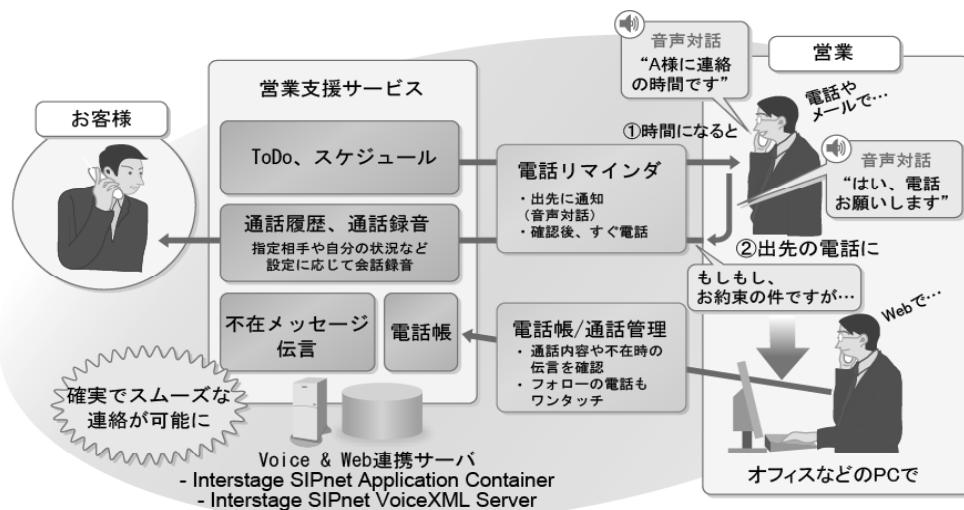 お客様
営業支援サービス
ToDo、スケジュール
通話履歴、通話録音
指定相手や自分の状況など
設定に応じて会話録音
不在メッセージ
伝言
電話帳
確実でスムーズな
連絡が可能に
Voice & Web連携サーバ
- Interstage SIPnet Application Container
- Interstage SIPnet VoiceXML Server
電話リマインダ
・出先に通知
（音声対話）
・確認後、すぐ電話
電話帳/通話管理
・通話内容や不在時の
伝言を確認
・フォローの電話も
ワンタッチ
音声対話
“A様に連絡
の時間です”
①時間になると
営業
電話や
メールで…
音声対話
“はい、電話
お願いします”
②出先の電話に
もしもし、
お約束の件ですが…
Webで…
オフィスなどのPCで